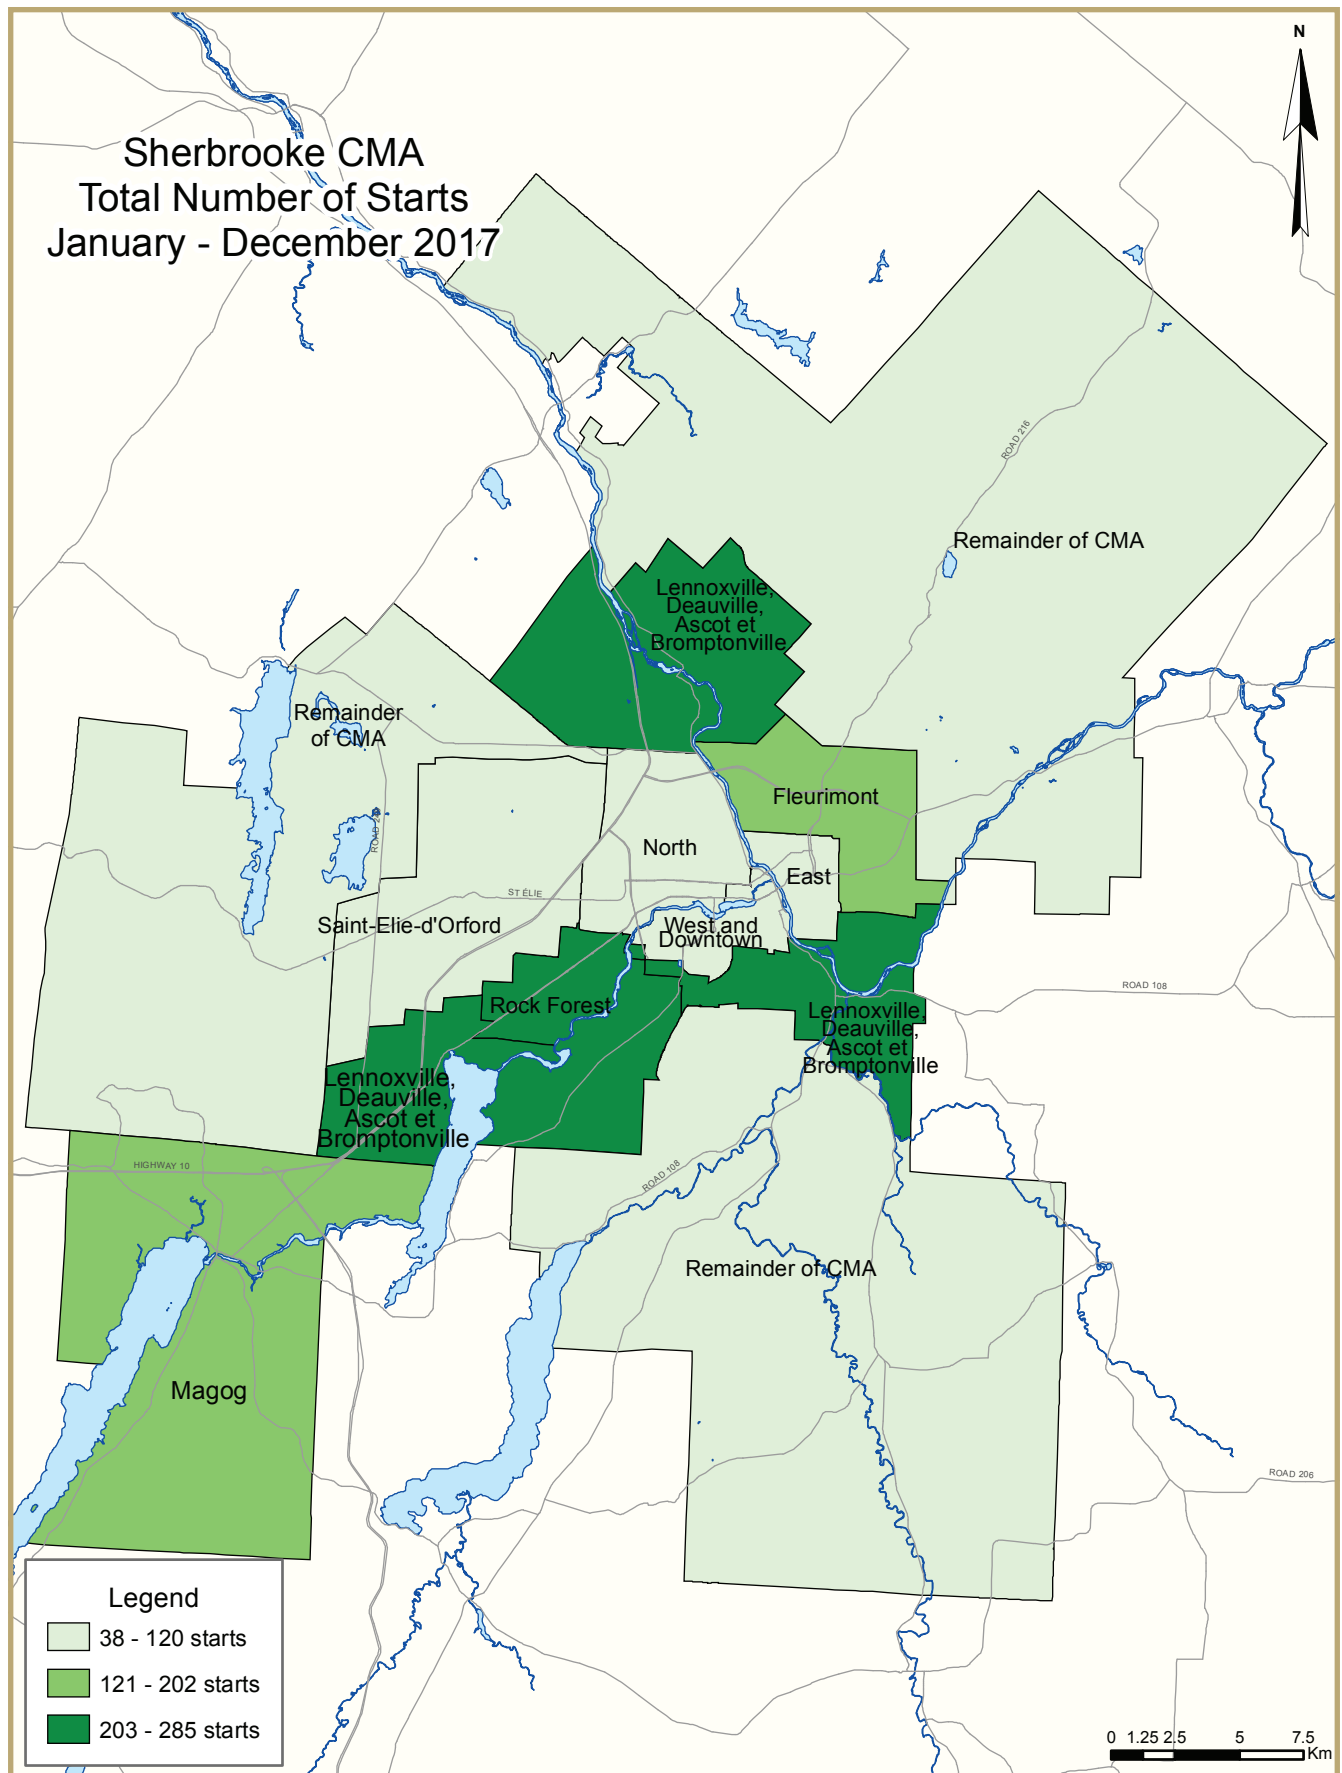 N
Sherbrooke CMA
Total Number of Starts
January - December 2017
ROAD 216
Remainder of CMA
Lennoxville,
Deauville,
Ascot et
Bromptonville
Remainder
of CMA
Fleurimont
North
East
ST ÉLIE
Saint-Elie-d'Orford
West and
Downtown
Rock Forest
ROAD 108
Lennoxville,
Deauville,
Ascot et
Bromptonville
Lennoxville,
Deauville,
Ascot et
Bromptonville
HIGHWAY 10
ROAD 108
Remainder of CMA
Magog
ROAD 206
Legend
38 - 120 starts
121 - 202 starts
203 - 285 starts
0 1.25 2.5 5 7.5
Km
ROAD